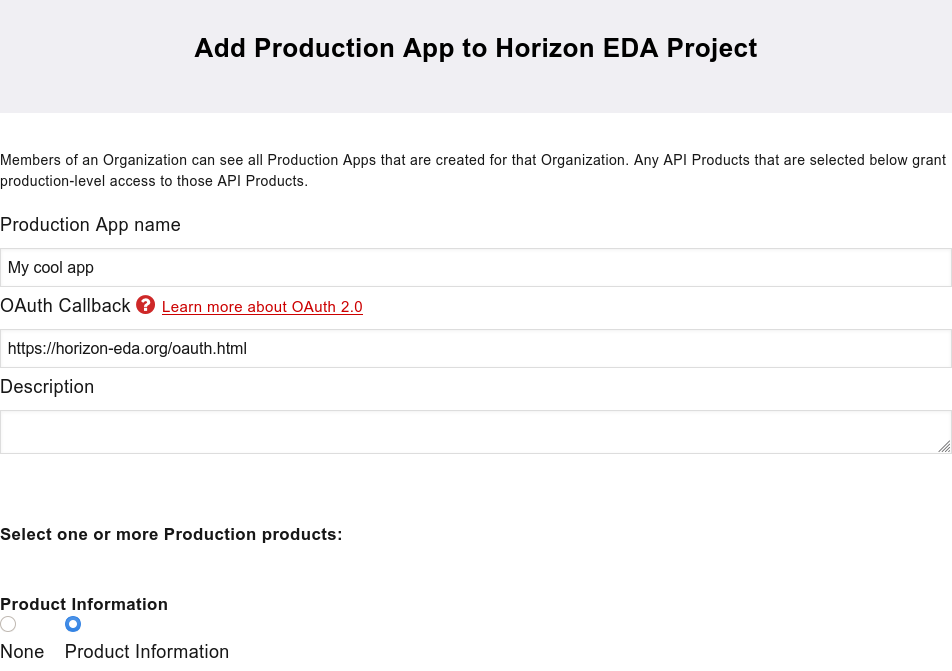 Add Production App to Horizon EDA Project
Members of an Organization can see all Production Apps that are created for that Organization. Any API Products that are selected below grant
production-level access to those API Products.
Production App name
My cool app
OAuth Callback ? Learn more about OAuth 2.0
https://horizon-eda.org/oauth.html
Description
Select one or more Production products:
Product Information
None Product Information